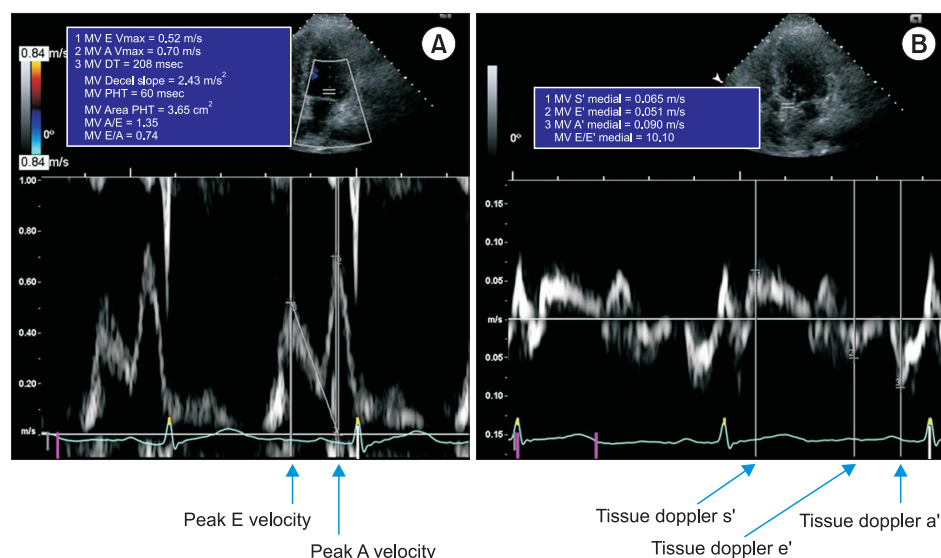 A
1 MV E Vmax = 0.52 m/s
2 MV A Vmax = 0.70 m/s
3 MV DT = 208 msec
MV Decel slope = 2.43 m/s²
MV PHT = 60 msec
MV Area PHT = 3.65 cm²
MV A/E = 1.35
MV E/A = 0.74
0.84 m/s
0º
0.84
m/s
1.00
0.80
0.60
0.40
0.20
m/s
Peak E velocity
Peak A velocity
B
1 MV S' medial = 0.065 m/s
2 MV E' medial = 0.051 m/s
3 MV A' medial = 0.090 m/s
MV E/E' medial = 10.10
0º
0.15
0.10
0.05
m/s
0.05
0.10
0.15
2
3
Tissue doppler s'
Tissue doppler e'
Tissue doppler a'